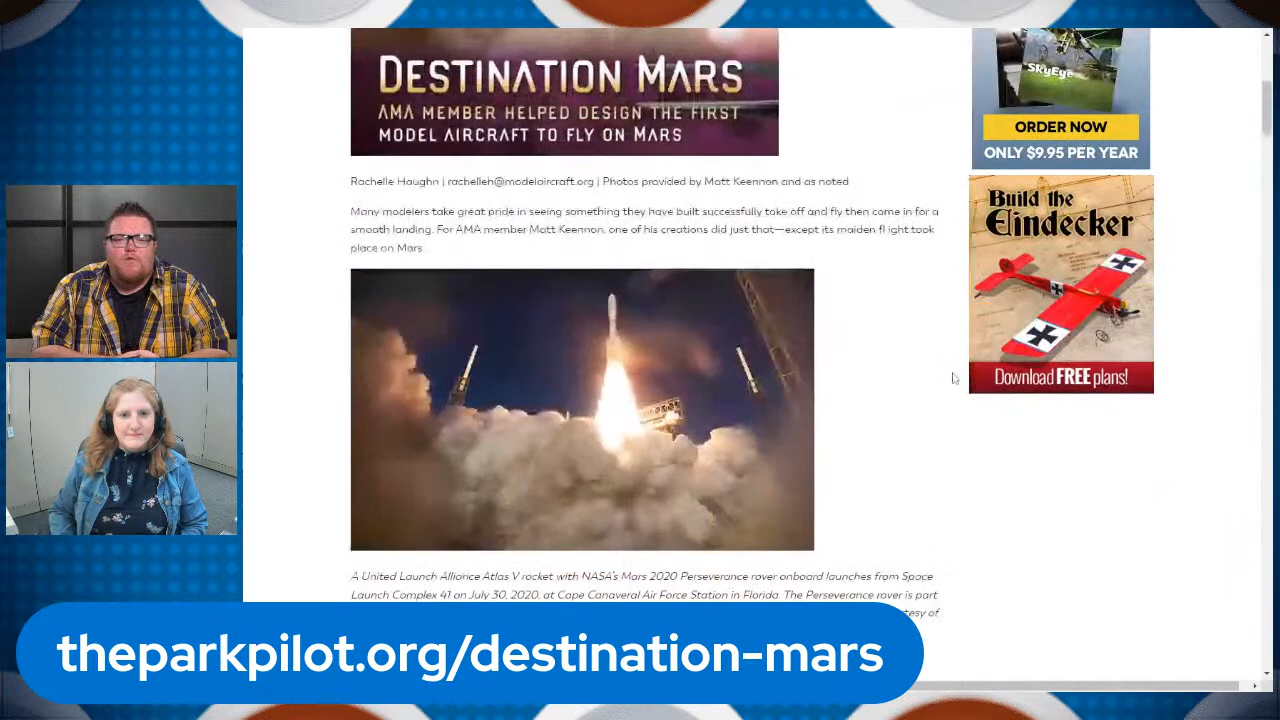 DESTINATION MARS
AMA MEMBER HELPED DESIGN THE FIRST
MODEL AIRCRAFT TO FLY ON MARS
Rachelle Haughn | rachelleh@modelaircraft.org | Photos provided by Matt Keennon and as noted
Many modelers take great pride in seeing something they have built successfully take off and fly then come in for a
smooth landing. For AMA member Matt Keennon, one of his creations did just that—except its maiden flight took
place on Mars.
A United Launch Alliance Atlas V rocket with NASA's Mars 2020 Perseverance rover onboard launches from Space
Launch Complex 41 on July 30, 2020, at Cape Canaveral Air Force Station in Florida. The Perseverance rover is part
tesy of
SkyEye
ORDER NOW
ONLY $9.95 PER YEAR
Build the
Eindecker
Download FREE plans!
theparkpilot.org/destination-mars